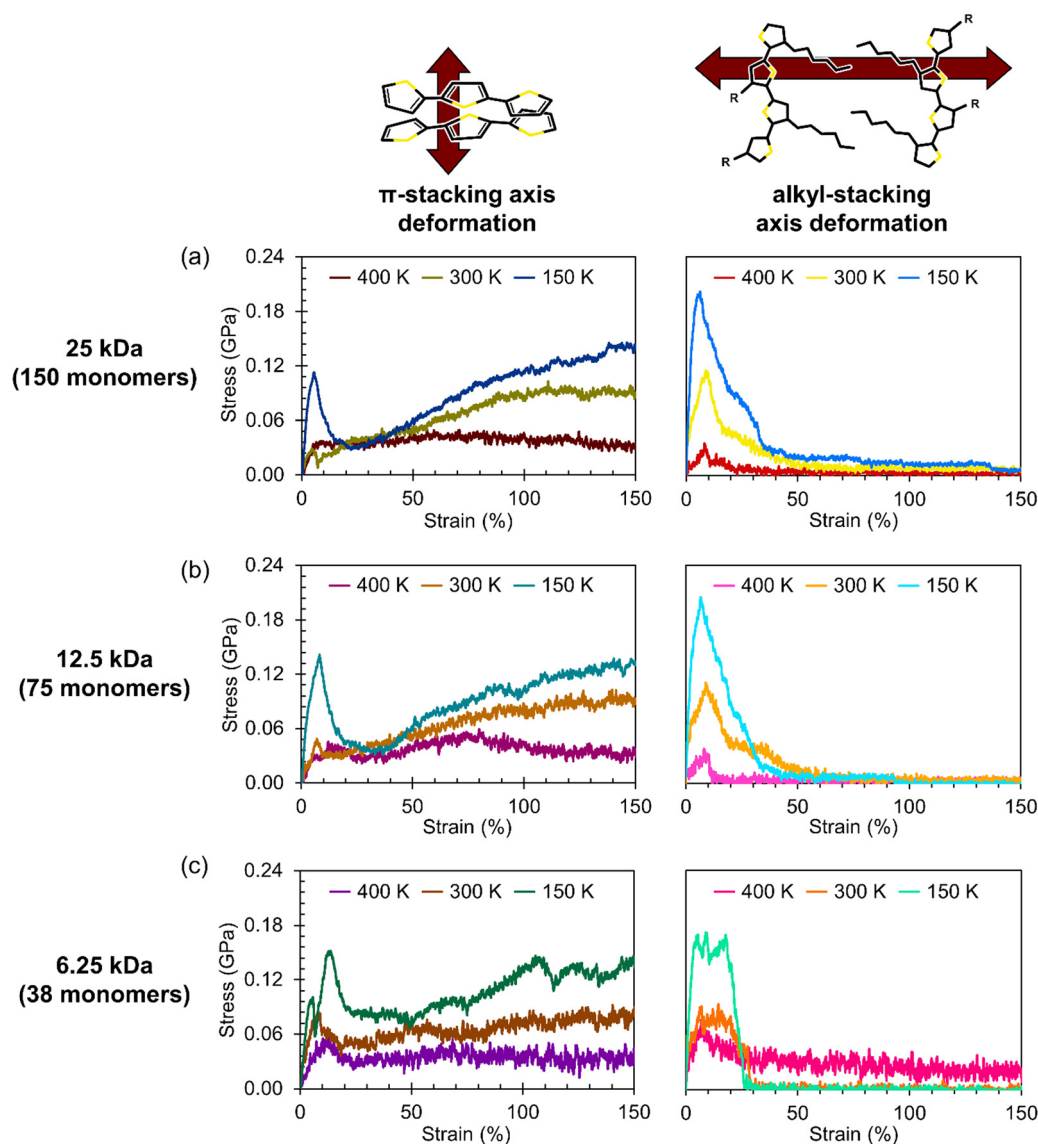 R
R
R
R
R
π-stacking axis
deformation
alkyl-stacking
axis deformation
(a)
25 kDa
(150 monomers)
400 K 300 K 150 K
Stress (GPa)
0.24
0.18
0.12
0.06
0.00
0 50 100 150
Strain (%)
400 K 300 K 150 K
0 50 100 150
Strain (%)
(b)
12.5 kDa
(75 monomers)
400 K 300 K 150 K
Stress (GPa)
0.24
0.18
0.12
0.06
0.00
0 50 100 150
Strain (%)
400 K 300 K 150 K
0 50 100 150
Strain (%)
(c)
6.25 kDa
(38 monomers)
400 K 300 K 150 K
Stress (GPa)
0.24
0.18
0.12
0.06
0.00
0 50 100 150
Strain (%)
400 K 300 K 150 K
0 50 100 150
Strain (%)